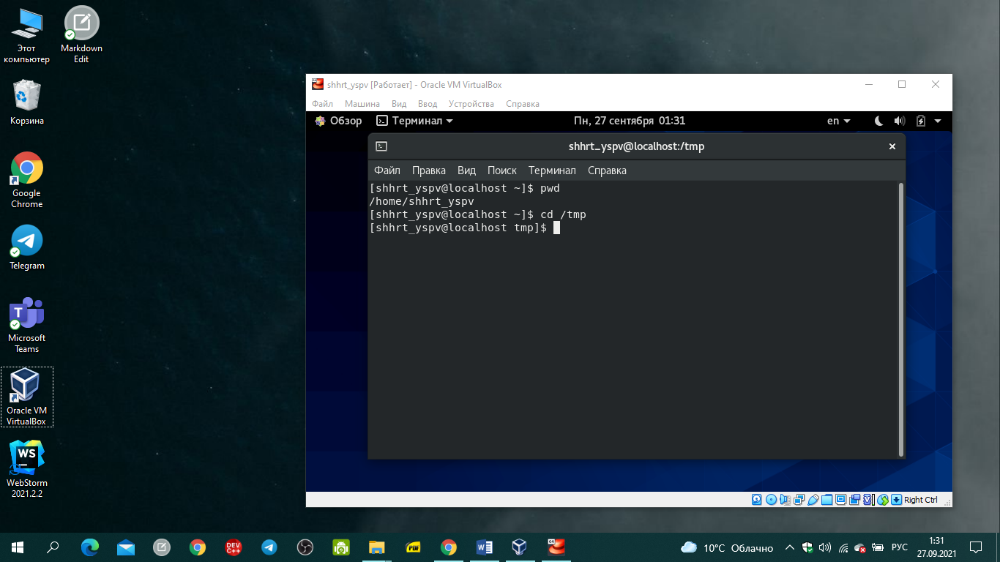 Этот
компьютер
Markdown
Edit
Корзина
Google
Chrome
Telegram
Microsoft
Teams
Oracle VM
VirtualBox
WS
WebStorm
2021.2.2
shhrt_yspv [Работает] - Oracle VM VirtualBox
Файл Машина Вид Ввод Устройства Справка
Обзор Терминал Пн, 27 сентября 01:31 en
shhrt_yspv@localhost:/tmp
Файл Правка Вид Поиск Терминал Справка
[shhrt_yspv@localhost ~]$ pwd
/home/shhrt_yspv
[shhrt_yspv@localhost ~]$ cd /tmp
[shhrt_yspv@localhost tmp]$
Right Ctrl
DEV
C++
PDF
10°C Облачно
РУС
1:31
27.09.2021